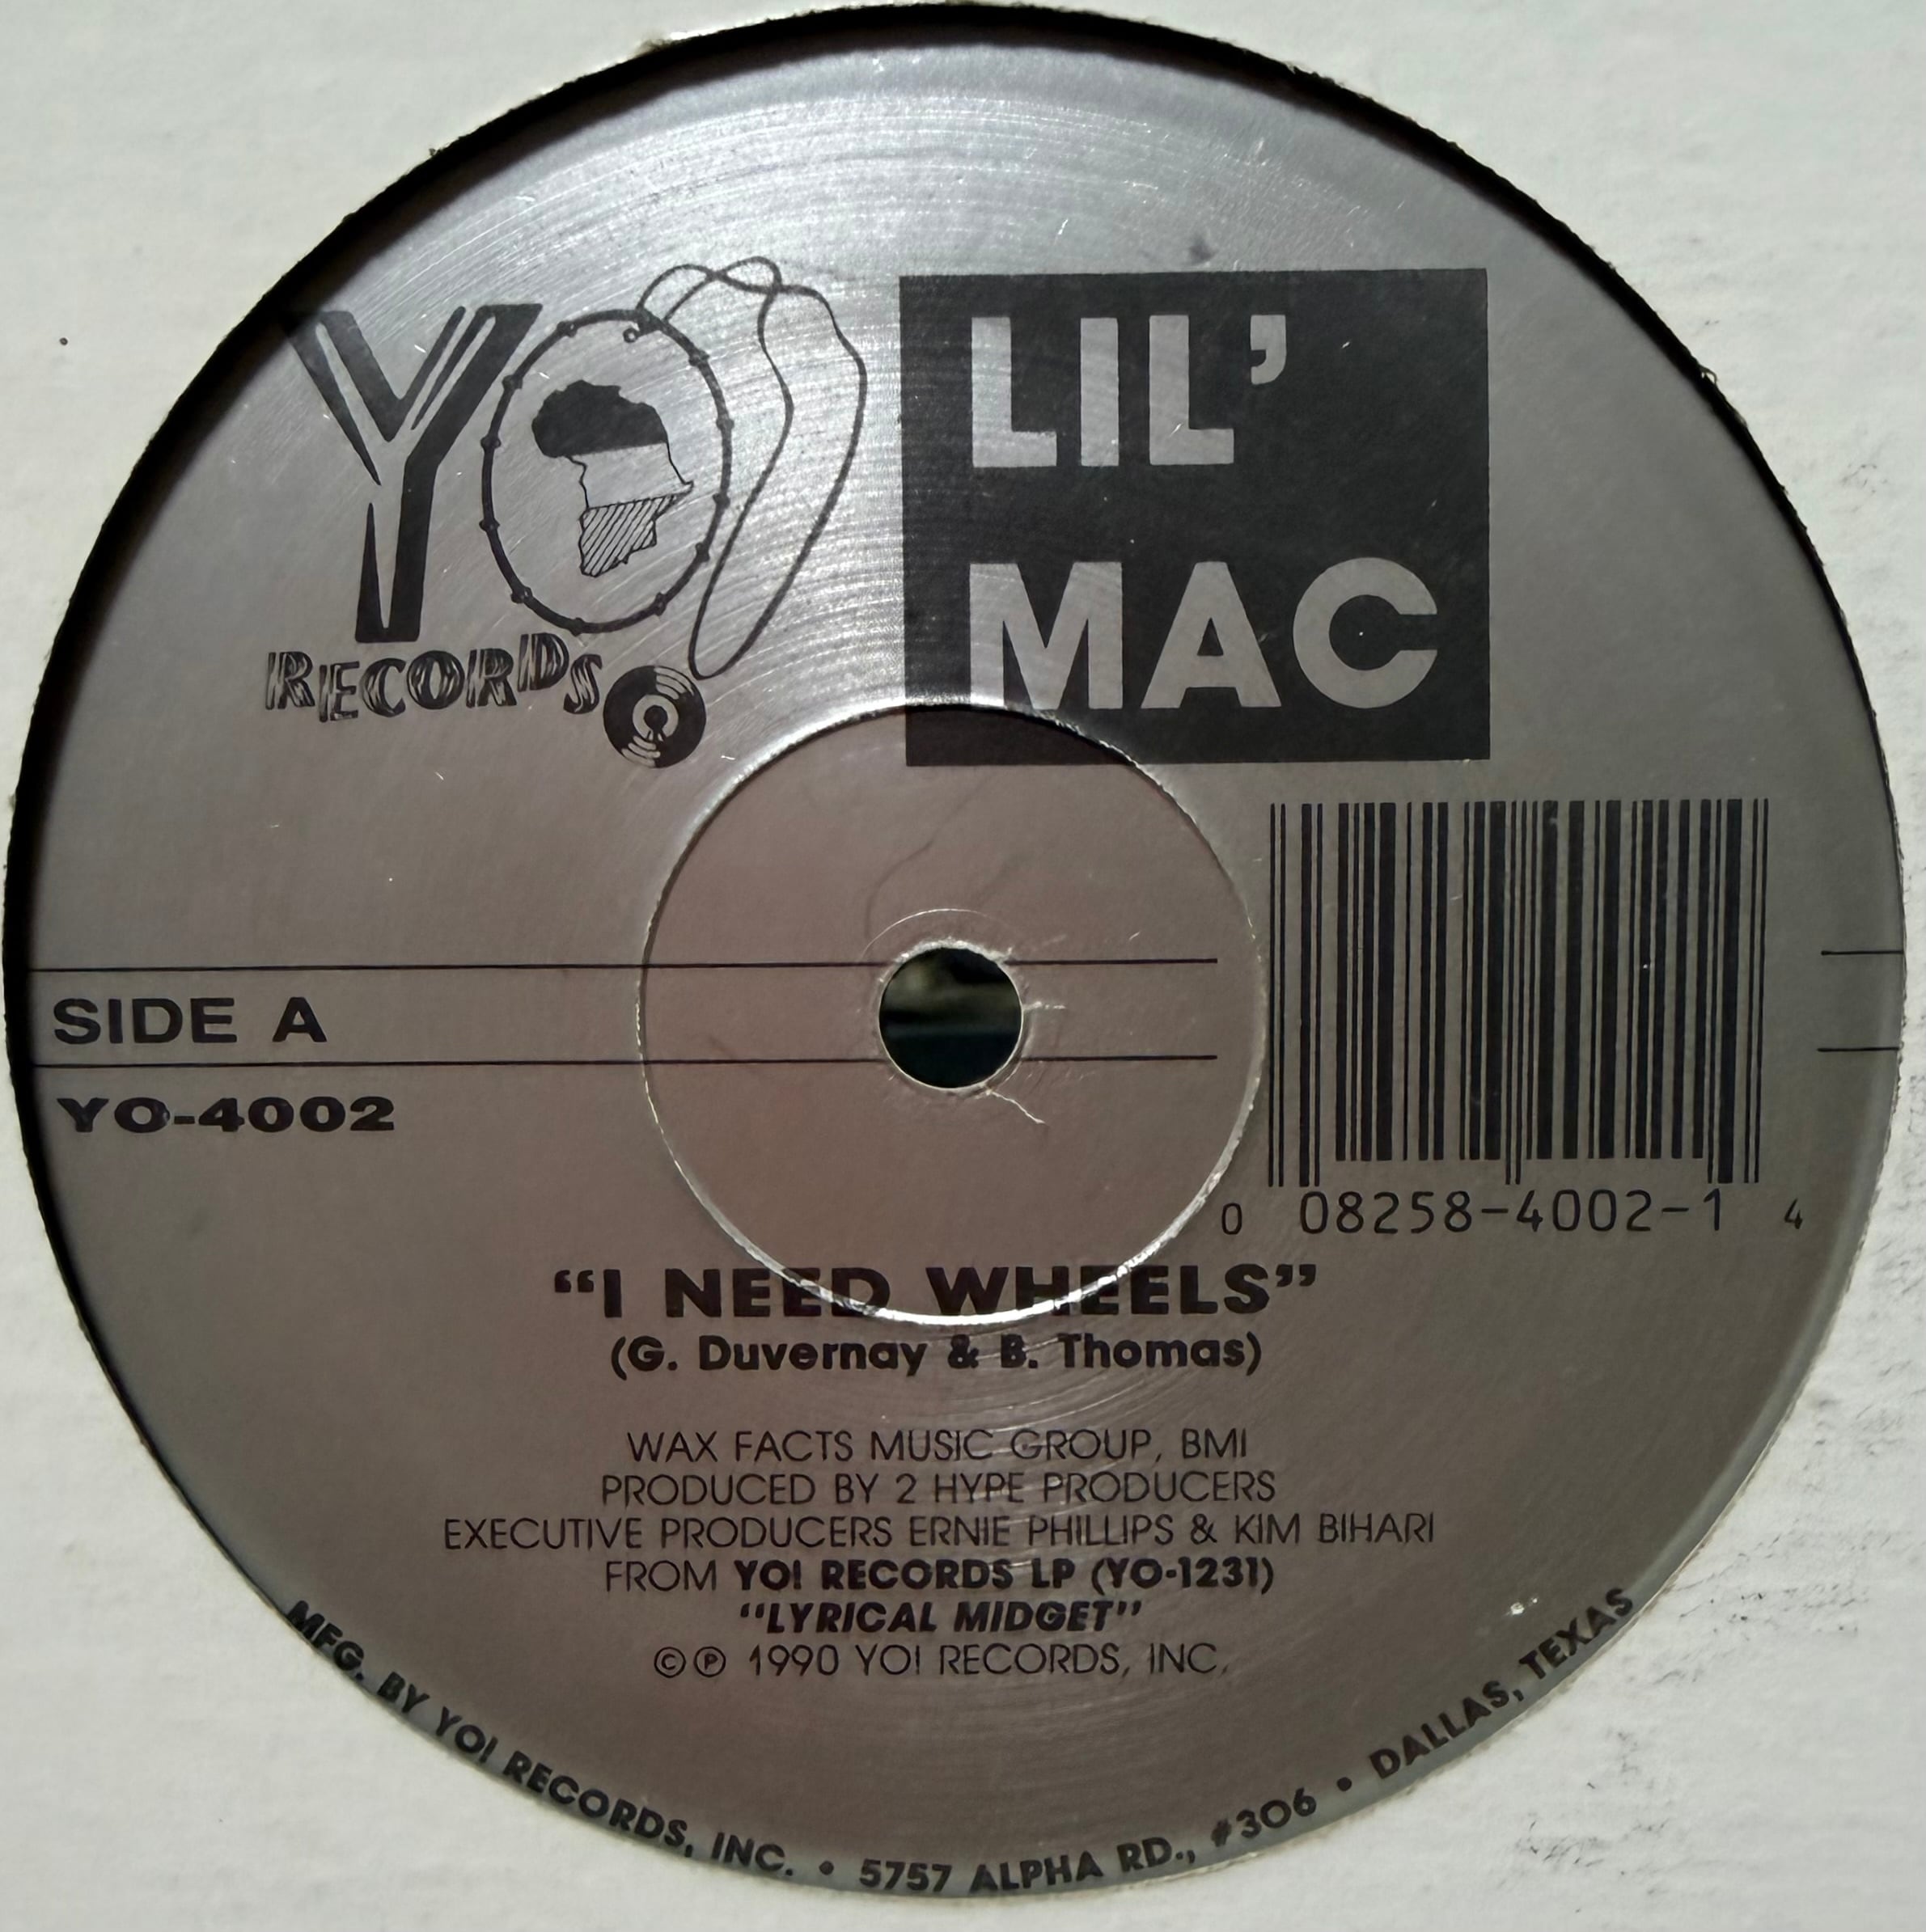 YO!
RECORDS
LIL'
MAC
SIDE A
YO-4002
0 08258-4002-1 4
“I NEED WHEELS”
(G. Duvernay & B. Thomas)
WAX FACTS MUSIC GROUP, BMI
PRODUCED BY 2 HYPE PRODUCERS
EXECUTIVE PRODUCERS ERNIE PHILLIPS & KIM BIHARI
FROM YO! RECORDS LP (YO-1231)
“LYRICAL MIDGET”
©℗ 1990 YO! RECORDS, INC.
MFG. BY YO! RECORDS, INC. • 5757 ALPHA RD., #306 • DALLAS, TEXAS